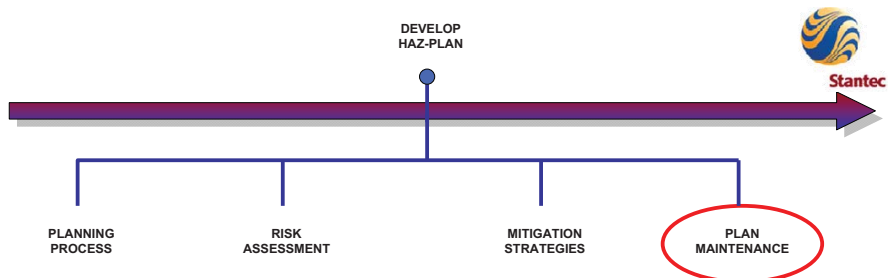 DEVELOP
HAZ-PLAN
Stantec
PLANNING
PROCESS
RISK
ASSESSMENT
MITIGATION
STRATEGIES
PLAN
MAINTENANCE